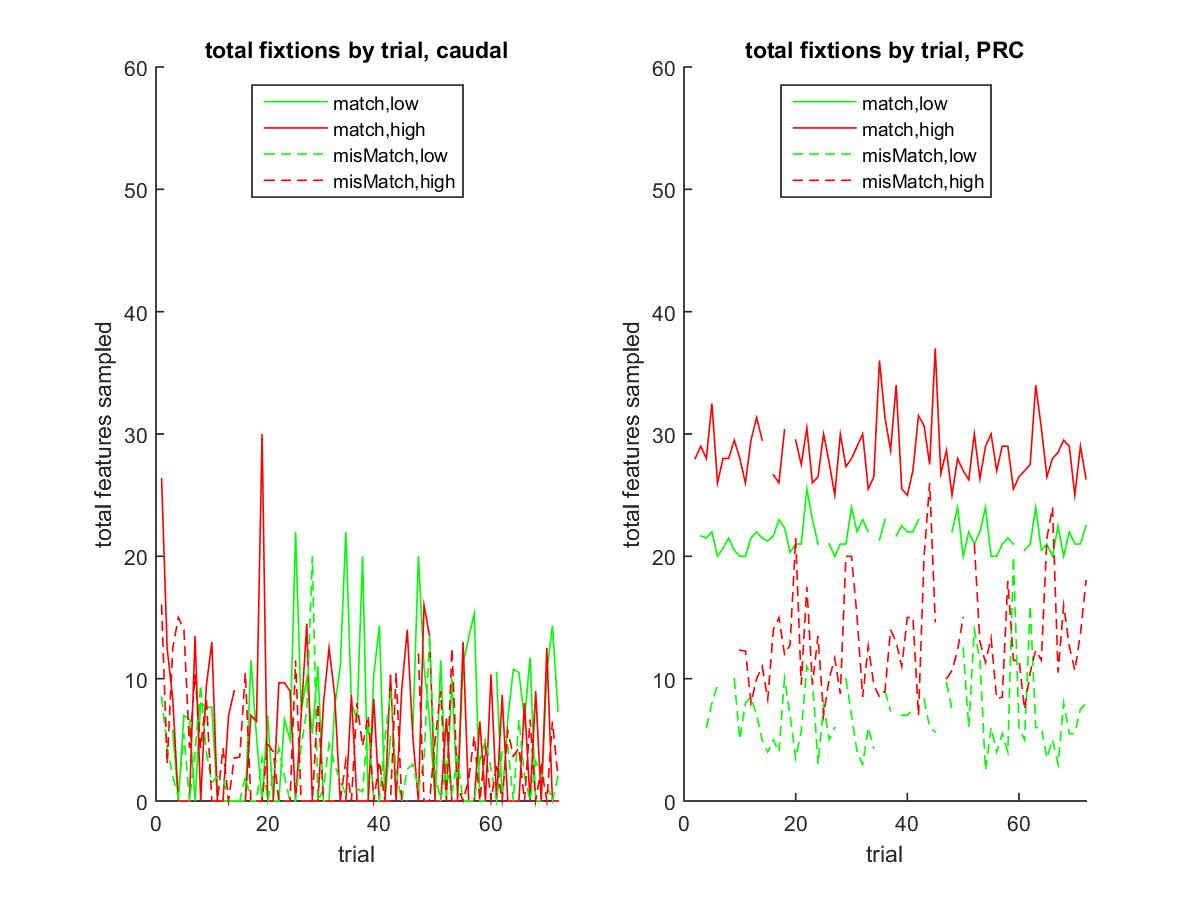 total fixtions by trial, caudal
60
50
40
30
20
10
0
0 20 40 60
trial
total features sampled
match,low
match,high
misMatch,low
misMatch,high
total fixtions by trial, PRC
60
50
40
30
20
10
0
0 20 40 60
trial
total features sampled
match,low
match,high
misMatch,low
misMatch,high